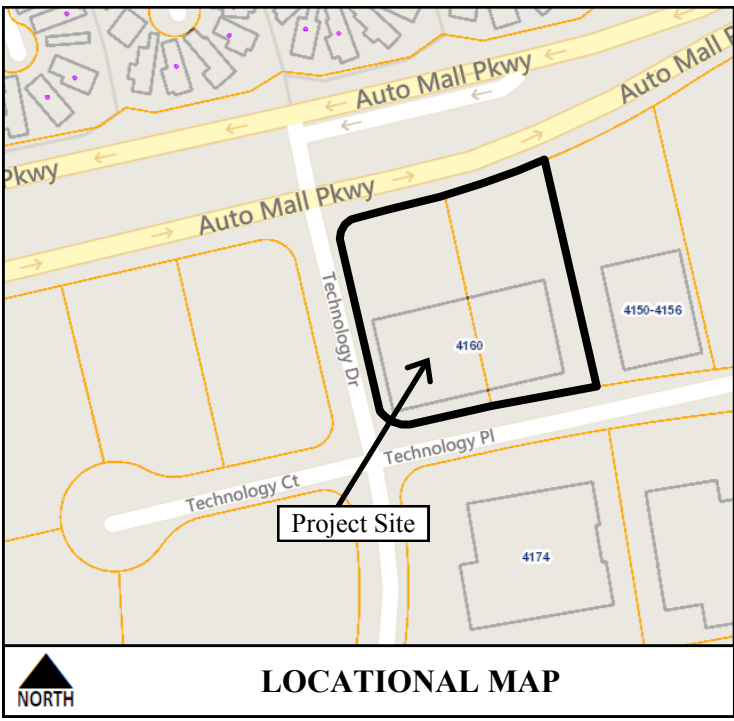 Auto Mall Pkwy
Auto Mall P
Pkwy
Auto Mall Pkwy
Technology Dr
4150-4156
4160
Technology Pl
Technology Ct
Project Site
4174
NORTH
LOCATIONAL MAP